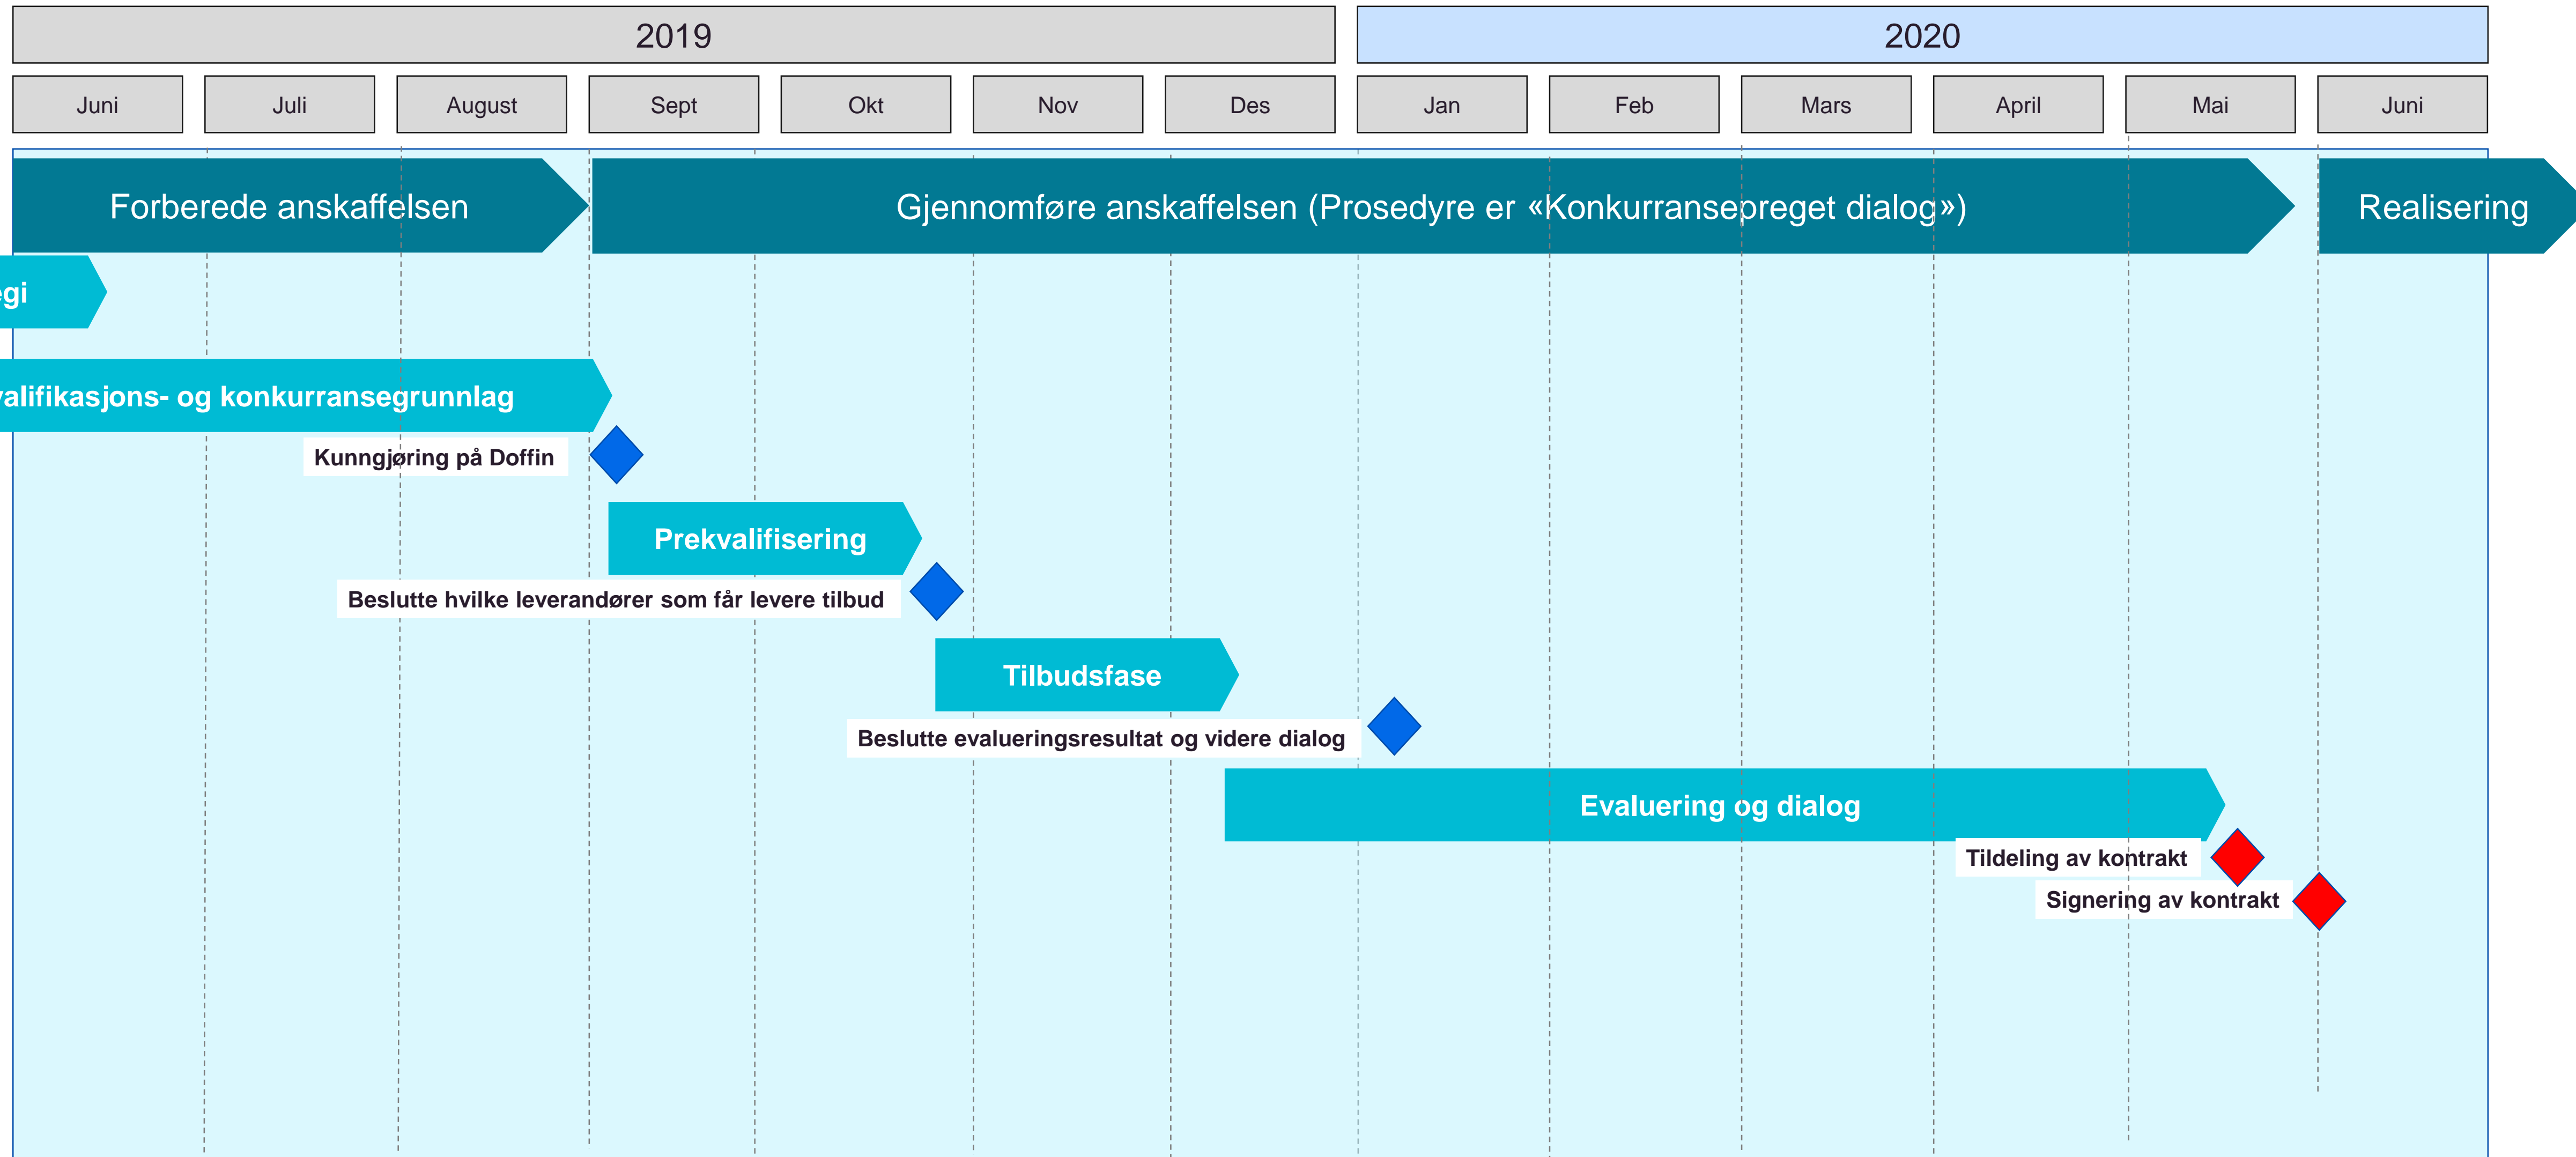 2019
2020
Juni
Juli
August
Sept
Okt
Nov
Des
Jan
Feb
Mars
April
Mai
Juni
Forberede anskaffelsen
Gjennomføre anskaffelsen (Prosedyre er «Konkurransepreget dialog»)
Realisering
egi
valifikasjons- og konkurransegrunnlag
Kunngjøring på Doffin
Prekvalifisering
Beslutte hvilke leverandører som får levere tilbud
Tilbudsfase
Beslutte evalueringsresultat og videre dialog
Evaluering og dialog
Tildeling av kontrakt
Signering av kontrakt